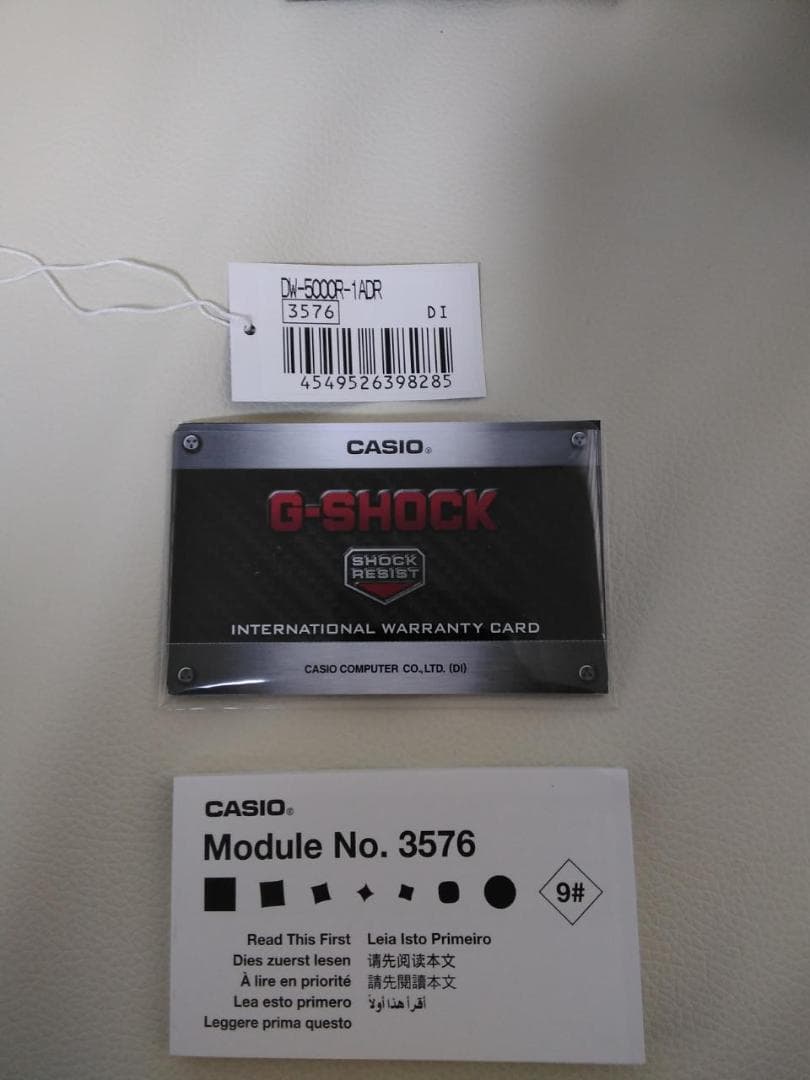 DW-5000R-1ADR
3576 DI
4549526398285
CASIO®
G-SHOCK
SHOCK
RESIST
INTERNATIONAL WARRANTY CARD
CASIO COMPUTER CO.,LTD. (DI)
CASIO®
Module No. 3576
9#
Read This First Leia Isto Primeiro
Dies zuerst lesen 请先阅读本文
À lire en priorité 請先閱讀本文
Lea esto primero أقرأ هذا أولاً
Leggere prima questo